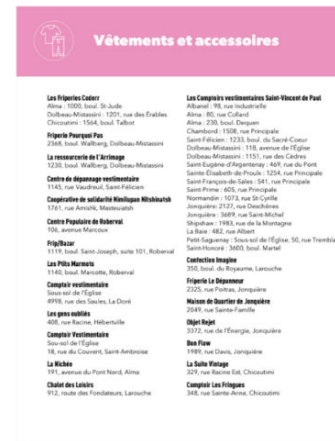 Vêtements et accessoires
Les Friperies Coderr
Alma : 1000, boul. St-Jude
Dolbeau-Mistassini : 1201, rue des Érables
Chicoutimi : 1564, boul. Talbot
Friperie Pourquoi Pas
2368, boul. Wallberg, Dolbeau-Mistassini
La ressourcerie de l'Arrimage
1230, boul. Wallberg, Dolbeau-Mistassini
Centre de dépannage vestimentaire
1145, rue Vaudreuil, Saint-Félicien
Coopérative de solidarité Nimilupan Nitshinatsh
1761, rue Amishk, Mashteuiatsh
Centre Populaire de Roberval
106, avenue Marcoux
Frip/Bazar
1119, boul. Saint-Joseph, suite 101, Roberval
Les Ptits Marmots
1140, boul. Marcotte, Roberval
Comptoir vestimentaire
Sous-sol de l'Église
4998, rue des Saules, La Doré
Les gens oubliés
408, rue Racine, Hébertville
Comptoir Vestimentaire
Sous-sol de l'Église
18, rue du Couvent, Saint-Ambroise
La Nichée
191, avenue du Pont Nord, Alma
Chalet des Loisirs
912, route des Fondateurs, Larouche
Les Comptoirs vestimentaires Saint-Vincent de Paul
Albanel : 98, rue Industrielle
Alma : 80, rue Collard
Alma : 230, boul. Dequen
Chambord : 1508, rue Principale
Saint-Félicien : 1233, boul. du Sacré-Coeur
Dolbeau-Mistassini : 118, avenue de l'Église
Dolbeau-Mistassini : 1151, rue des Cèdres
Saint-Eugène d'Argentenay : 469, rue du Pont
Sainte-Élisabeth-de-Proulx : 1254, rue Principale
Saint-François-de-Sales : 541, rue Principale
Saint Prime : 605, rue Principale
Normandin : 1073, rue St-Cyrille
Jonquière: 2127, rue Deschênes
Jonquière : 3689, rue Saint-Michel
Shipshaw : 1983, rue de la Montagne
La Baie : 482, rue Albert
Petit-Saguenay : Sous-sol de l'Église, 50, rue Trembla
Saint-Honoré : 3600, boul. Martel
Confection Imagine
350, boul. du Royaume, Larouche
Friperie Le Dépanneur
2325, rue Poitras, Jonquière
Maison de Quartier de Jonquière
2049, rue Sainte-Famille
Objet Rejet
3372, rue de l'Énergie, Jonquière
Bon Flow
1989, rue Davis, Jonquière
La Suite Vintage
329, rue Racine Est, Chicoutimi
Comptoir Les Fringues
348, rue Sainte-Anne, Chicoutimi